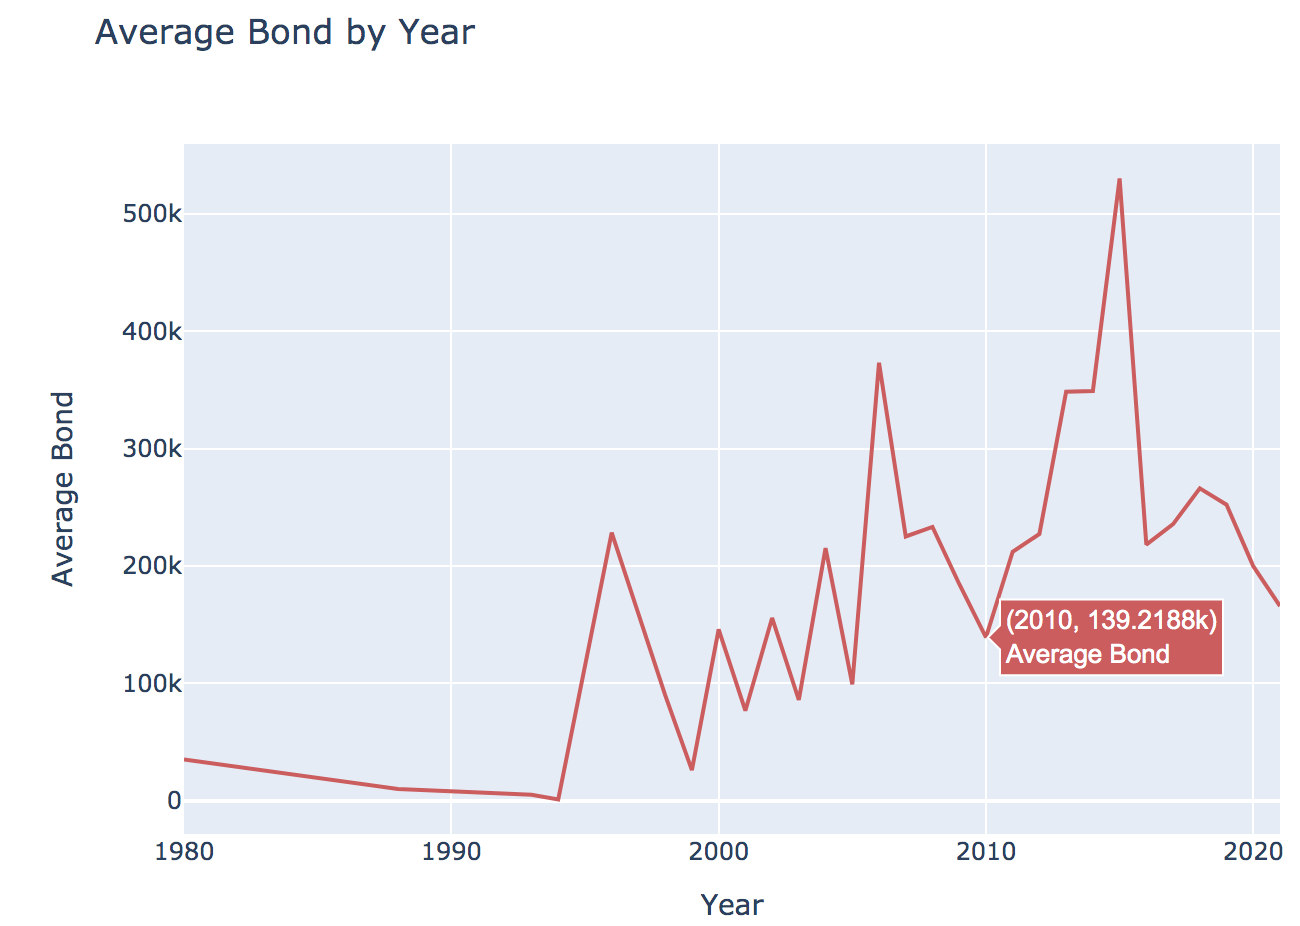 Average Bond by Year
500k
400k
300k
200k
100k
0
Average Bond
(2010, 139.2188k)
Average Bond
1980 1990 2000 2010 2020
Year